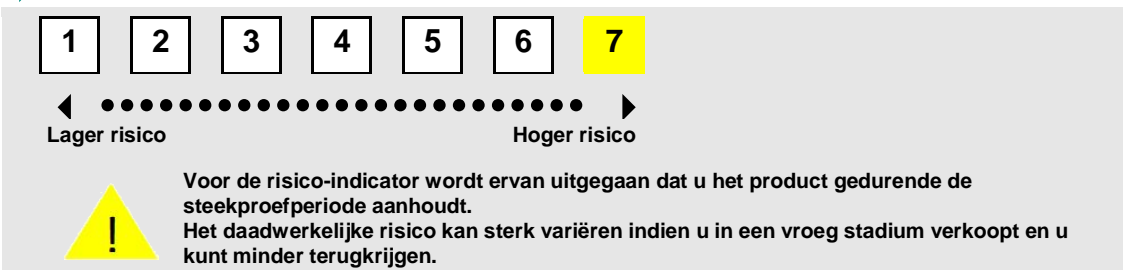 1 2 3 4 5 6 7
Lager risico Hoger risico
!
Voor de risico-indicator wordt ervan uitgegaan dat u het product gedurende de
steekproefperiode aanhoudt.
Het daadwerkelijke risico kan sterk variëren indien u in een vroeg stadium verkoopt en u
kunt minder terugkrijgen.